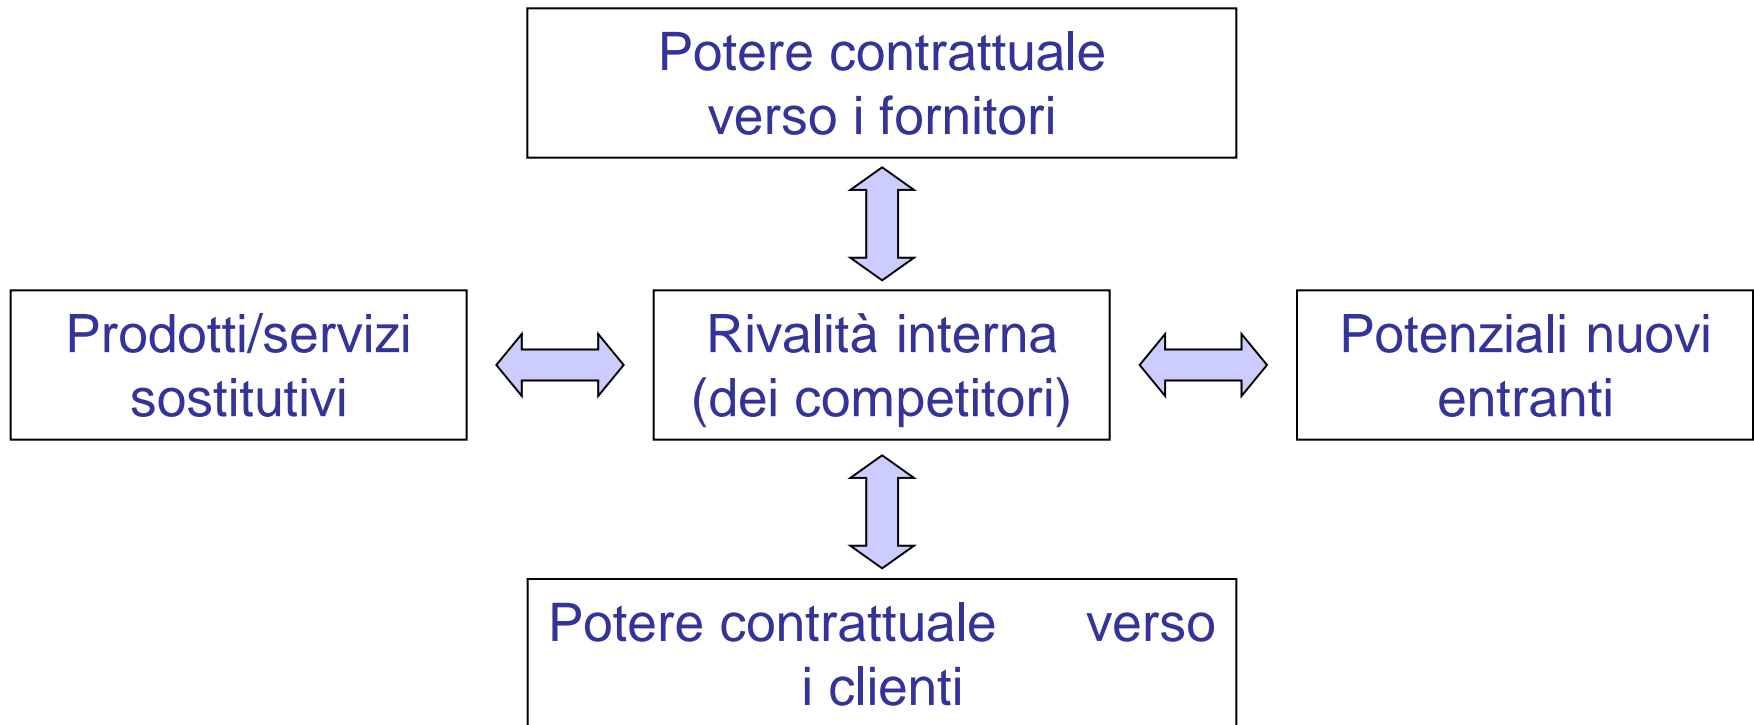 Potere contrattuale
verso i fornitori
Prodotti/servizi
sostitutivi
Rivalità interna
(dei competitori)
Potenziali nuovi
entranti
Potere contrattuale verso
i clienti